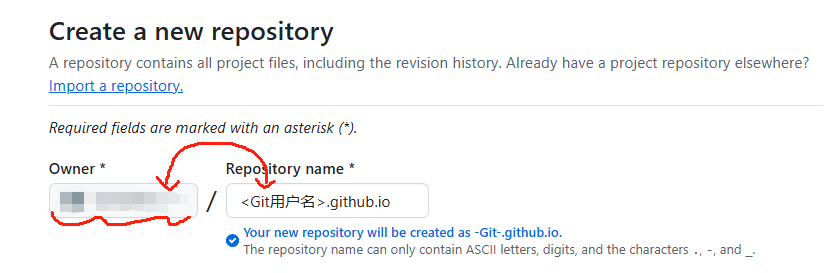 Create a new repository
A repository contains all project files, including the revision history. Already have a project repository elsewhere?
Import a repository.
Required fields are marked with an asterisk (*).
Owner *
Repository name *
/
<Git用户名>.github.io
Your new repository will be created as -Git-.github.io.
The repository name can only contain ASCII letters, digits, and the characters ., -, and _.